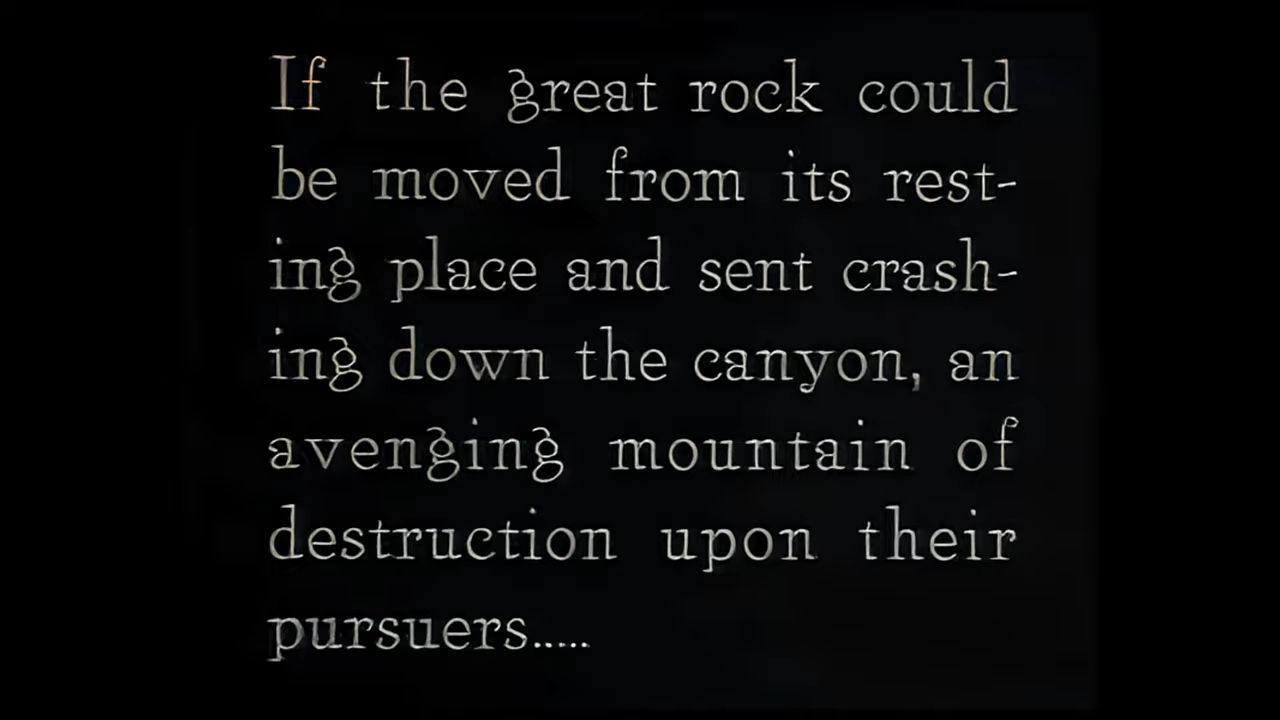 If the great rock could
be moved from its rest-
ing place and sent crash-
ing down the canyon, an
avenging mountain of
destruction upon their
pursuers.....